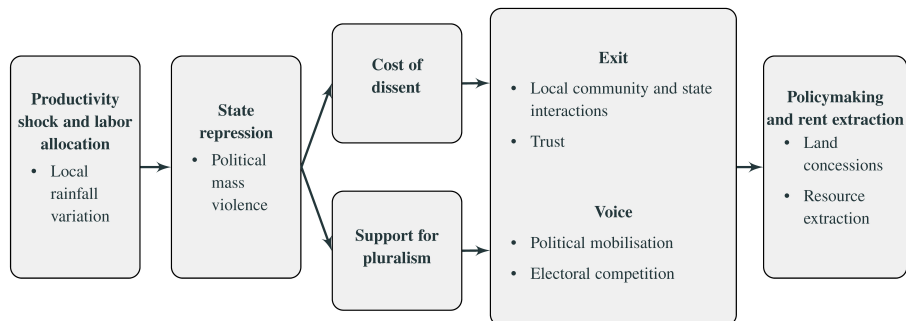 Productivity
shock and labor
allocation
• Local
rainfall
variation
State
repression
• Political
mass
violence
Cost of
dissent
Support for
pluralism
Exit
• Local community and state
interactions
• Trust
Voice
• Political mobilisation
• Electoral competition
Policymaking
and rent extraction
• Land
concessions
• Resource
extraction